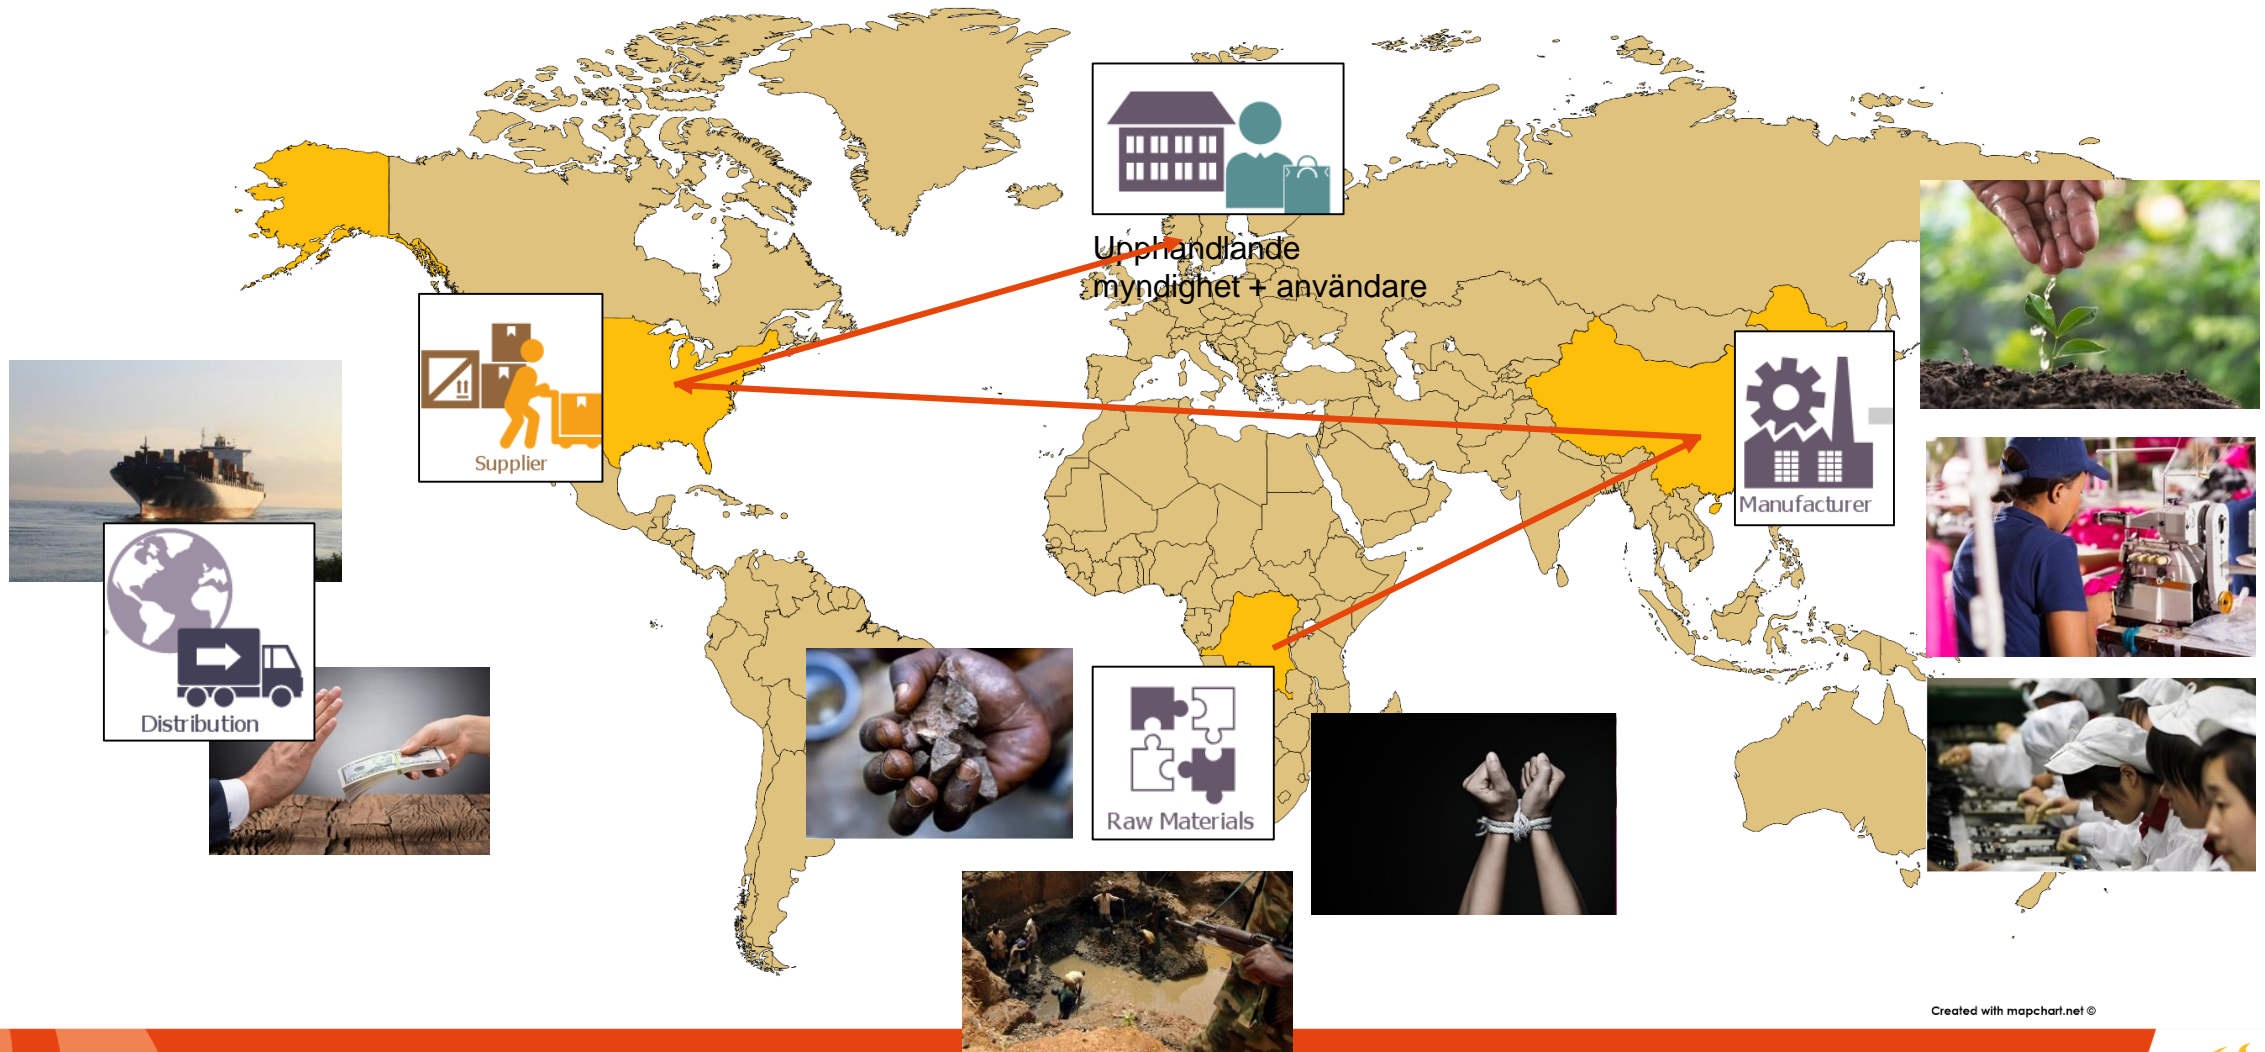 Upphandlande
myndighet + användare
Supplier
Manufacturer
Distribution
Raw Materials
Created with mapchart.net ©